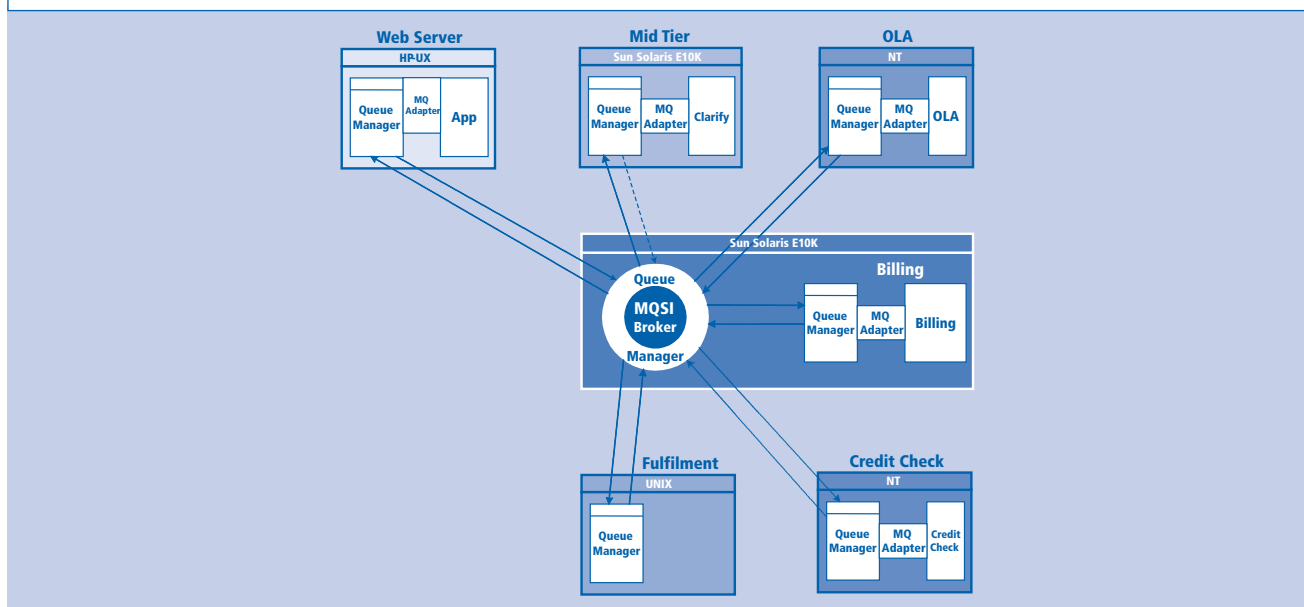 Web Server
HP-UX
Queue
Manager
MQ
Adapter
App
Mid Tier
Sun Solaris E10K
Queue
Manager
MQ
Adapter
Clarify
OLA
NT
Queue
Manager
MQ
Adapter
OLA
Sun Solaris E10K
Queue
MQSI
Broker
Manager
Billing
Queue
Manager
MQ
Adapter
Billing
Fulfilment
UNIX
Queue
Manager
Credit Check
NT
Queue
Manager
MQ
Adapter
Credit
Check